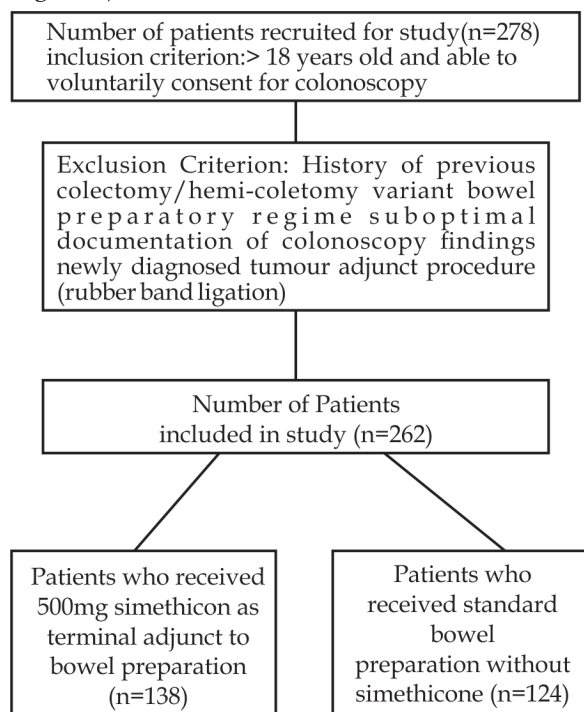 Number of patients recruited for study(n=278)
inclusion criterion:> 18 years old and able to
voluntarily consent for colonoscopy
Exclusion Criterion: History of previous
colectomy/hemi-coletomy variant bowel
preparatory regime suboptimal
documentation of colonoscopy findings
newly diagnosed tumour adjunct procedure
(rubber band ligation)
Number of Patients
included in study (n=262)
Patients who received
500mg simethicon as
terminal adjunct to
bowel preparation
(n=138)
Patients who
received standard
bowel
preparation without
simethicone (n=124)